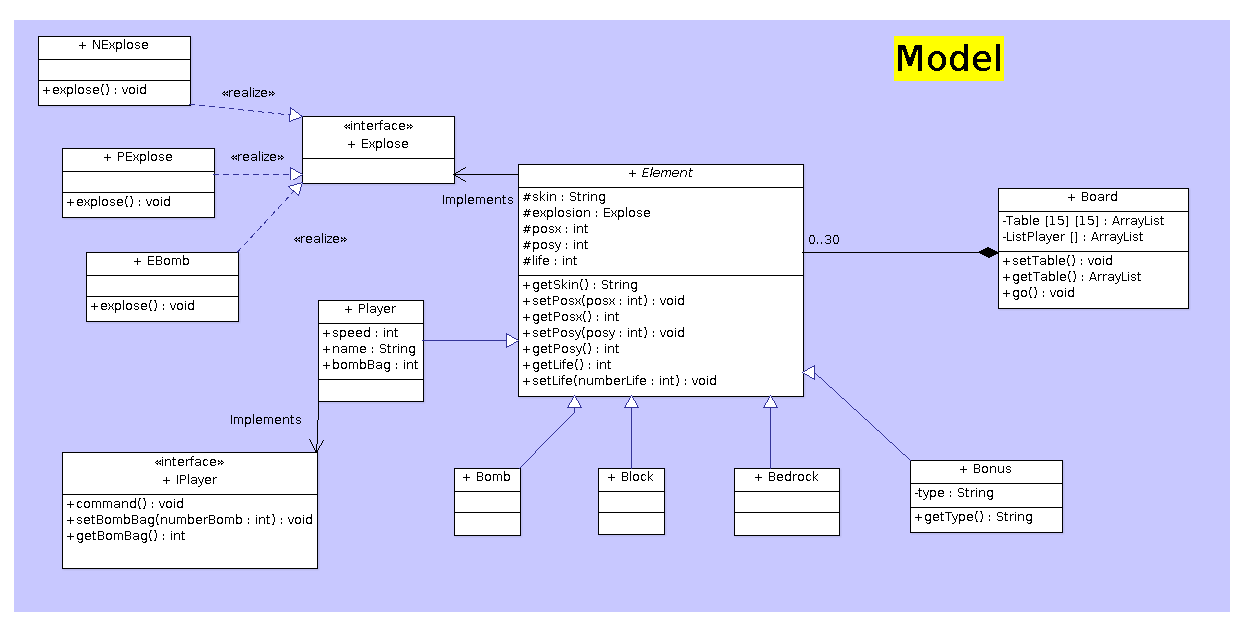 Model
+ NExplose
+explose() : void
«realize»
«interface»
+ Explose
+ PExplose
+explose() : void
«realize»
+ EBomb
+explose() : void
«realize»
Implements
+ Element
#skin : String
#explosion : Explose
#posx : int
#posy : int
#life : int
+getSkin() : String
+setPosx(posx : int) : void
+getPosx() : int
+setPosy(posy : int) : void
+getPosy() : int
+getLife() : int
+setLife(numberLife : int) : void
0..30
+ Board
-Table [15] [15] : ArrayList
-ListPlayer [] : ArrayList
+setTable() : void
+getTable() : ArrayList
+go() : void
+ Player
+speed : int
+name : String
+bombBag : int
Implements
«interface»
+ IPlayer
+command() : void
+setBombBag(numberBomb : int) : void
+getBomBag() : int
+ Bomb
+ Block
+ Bedrock
+ Bonus
-type : String
+getType() : String